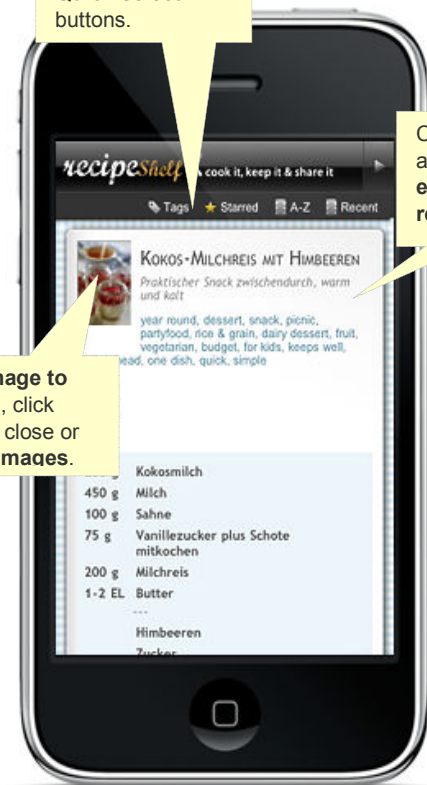 buttons.
recipeShelf cook it, keep it & share it
Tags Starred A-Z Recent
KOKOS-MILCHREIS MIT HIMBEEREN
Praktischer Snack zwischendurch, warm
und kalt
year round, dessert, snack, picnic,
partyfood, rice & grain, dairy dessert, fruit,
vegetarian, budget, for kids, keeps well,
one dish, quick, simple
to
, click
close or
g Kokosmilch
450 g Milch
100 g Sahne
75 g Vanillezucker plus Schote
mitkochen
200 g Milchreis
1-2 EL Butter
---
Himbeeren
Zucker